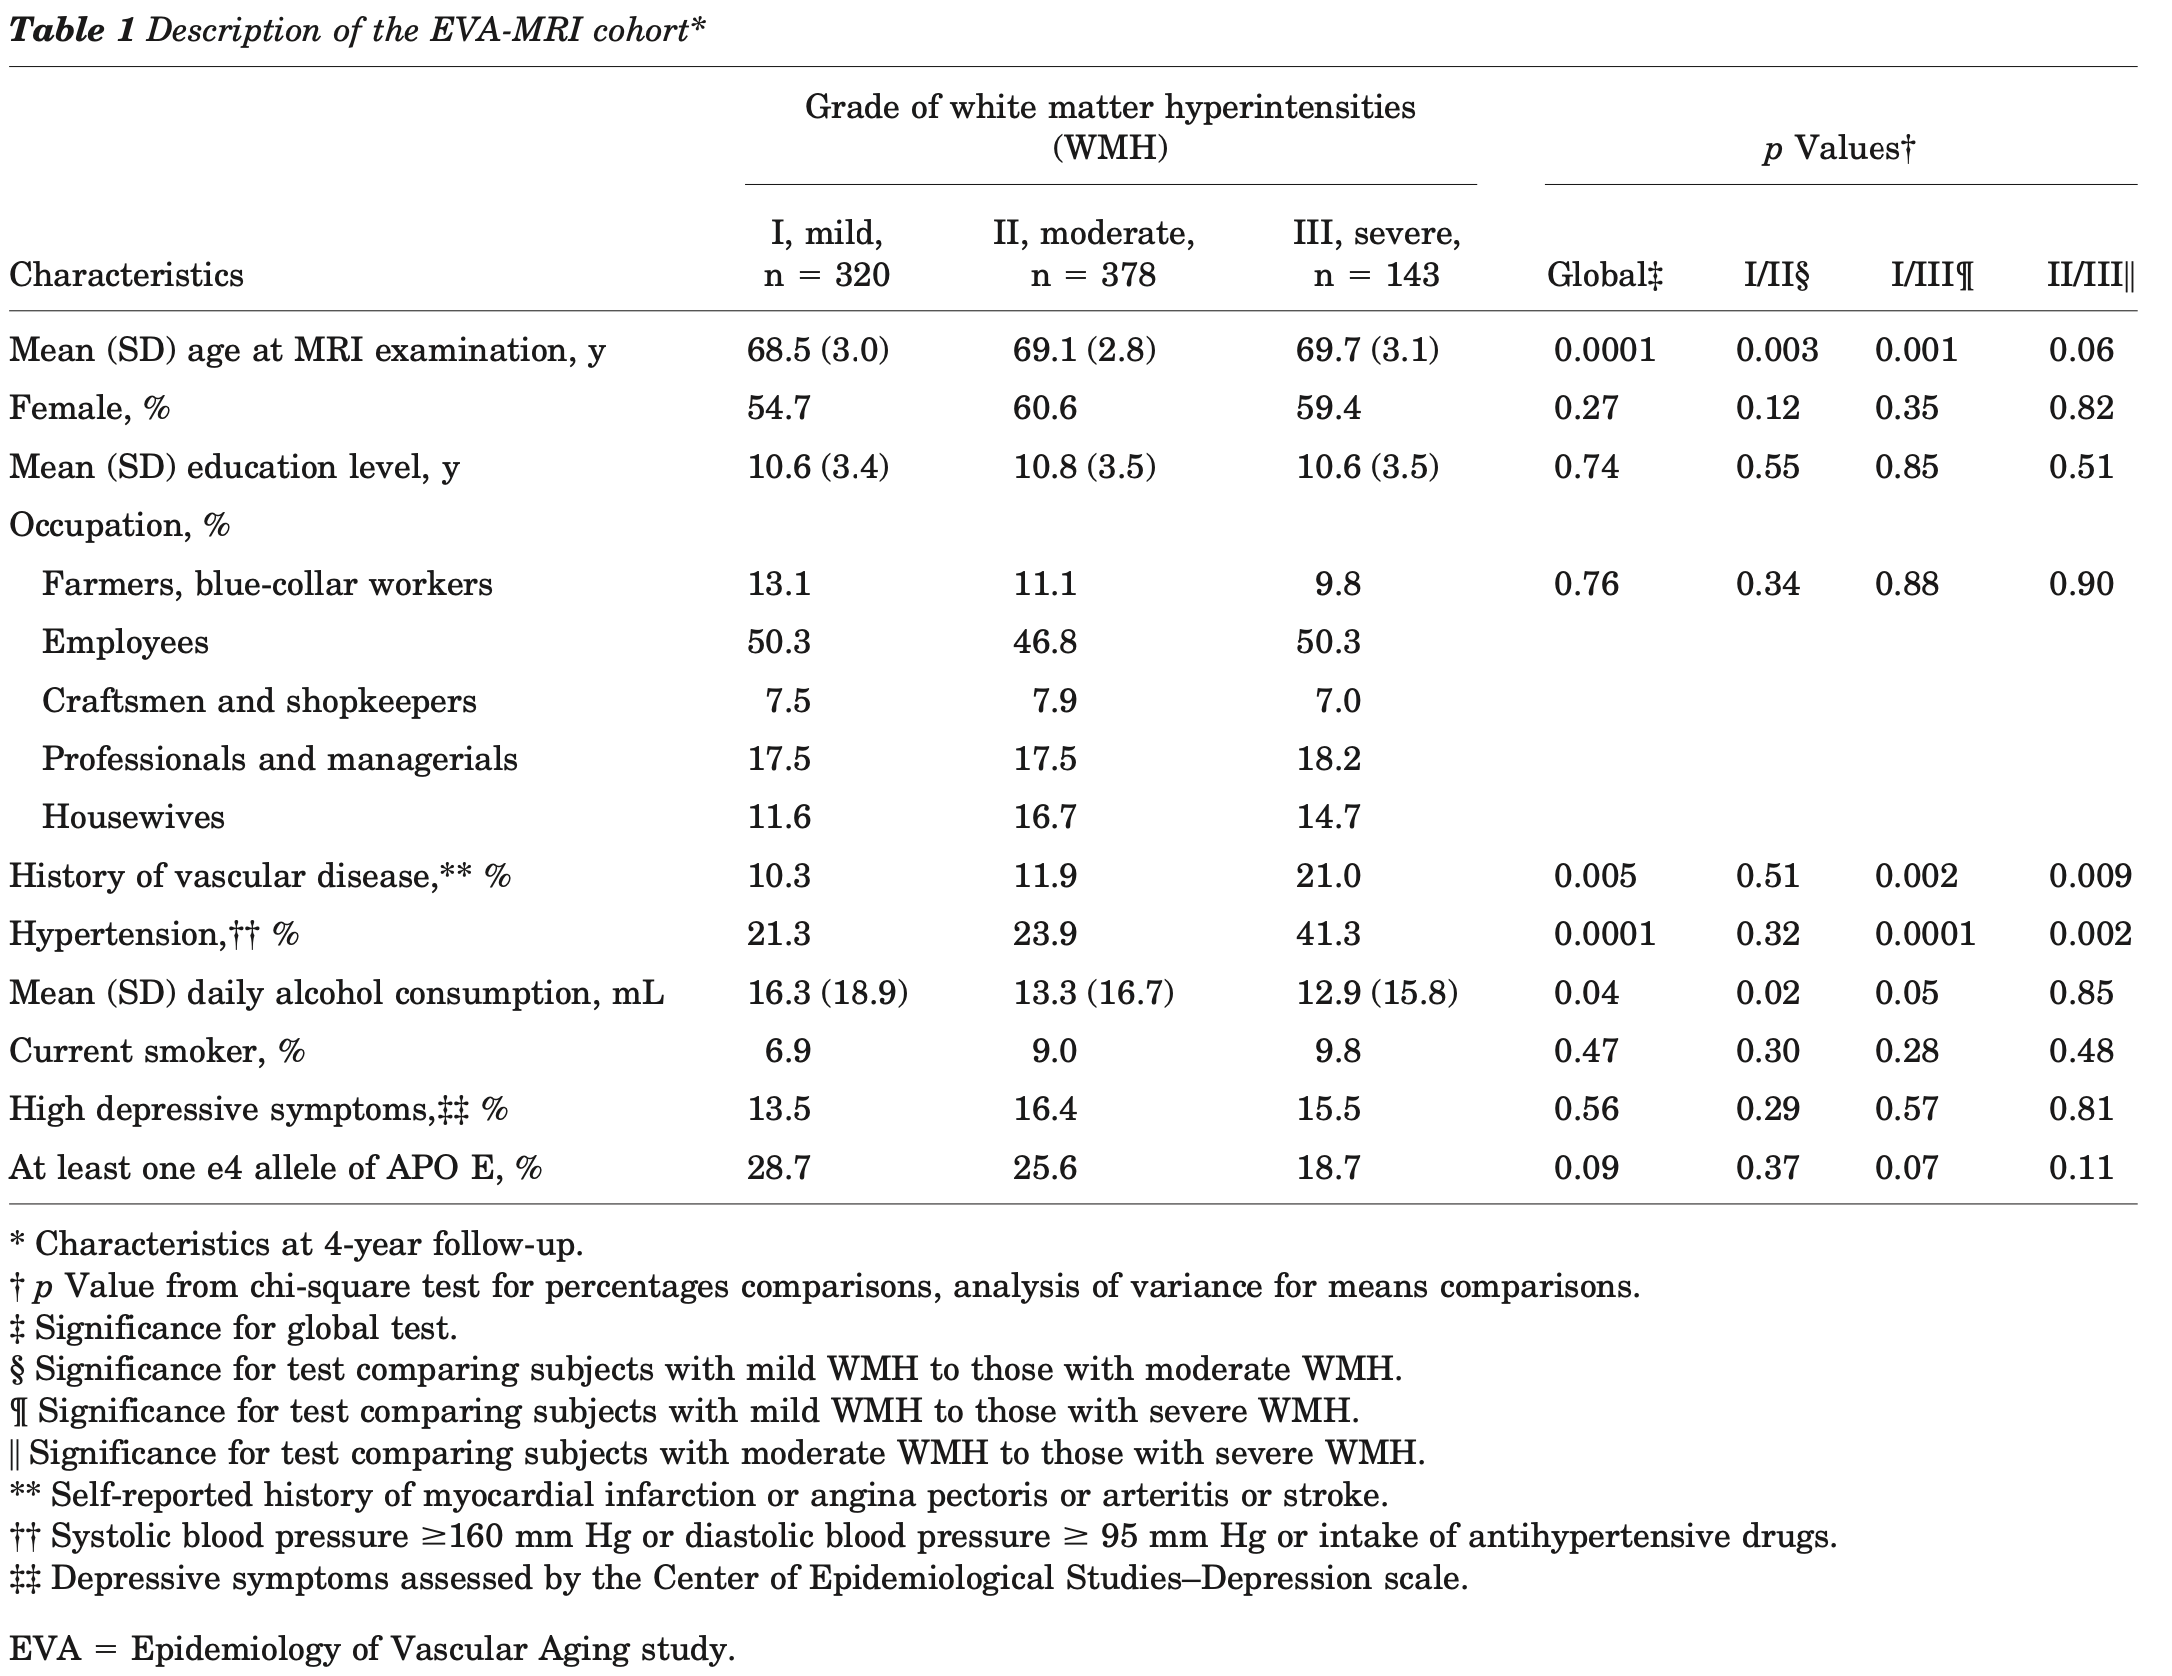 Table 1 Description of the EVA-MRI cohort*
Grade of white matter hyperintensities
(WMH)
p Values†
Characteristics
I, mild,
n = 320
II, moderate,
n = 378
III, severe,
n = 143
Global‡ I/II§ I/III¶ II/III||
Mean (SD) age at MRI examination, y 68.5 (3.0) 69.1 (2.8) 69.7 (3.1) 0.0001 0.003 0.001 0.06
Female, % 54.7 60.6 59.4 0.27 0.12 0.35 0.82
Mean (SD) education level, y 10.6 (3.4) 10.8 (3.5) 10.6 (3.5) 0.74 0.55 0.85 0.51
Occupation, %
Farmers, blue-collar workers 13.1 11.1 9.8 0.76 0.34 0.88 0.90
Employees 50.3 46.8 50.3
Craftsmen and shopkeepers 7.5 7.9 7.0
Professionals and managerials 17.5 17.5 18.2
Housewives 11.6 16.7 14.7
History of vascular disease,** % 10.3 11.9 21.0 0.005 0.51 0.002 0.009
Hypertension,†† % 21.3 23.9 41.3 0.0001 0.32 0.0001 0.002
Mean (SD) daily alcohol consumption, mL 16.3 (18.9) 13.3 (16.7) 12.9 (15.8) 0.04 0.02 0.05 0.85
Current smoker, % 6.9 9.0 9.8 0.47 0.30 0.28 0.48
High depressive symptoms,‡‡ % 13.5 16.4 15.5 0.56 0.29 0.57 0.81
At least one e4 allele of APO E, % 28.7 25.6 18.7 0.09 0.37 0.07 0.11
* Characteristics at 4-year follow-up.
† p Value from chi-square test for percentages comparisons, analysis of variance for means comparisons.
‡ Significance for global test.
§ Significance for test comparing subjects with mild WMH to those with moderate WMH.
¶ Significance for test comparing subjects with mild WMH to those with severe WMH.
|| Significance for test comparing subjects with moderate WMH to those with severe WMH.
** Self-reported history of myocardial infarction or angina pectoris or arteritis or stroke.
†† Systolic blood pressure ≥160 mm Hg or diastolic blood pressure ≥ 95 mm Hg or intake of antihypertensive drugs.
‡‡ Depressive symptoms assessed by the Center of Epidemiological Studies–Depression scale.
EVA = Epidemiology of Vascular Aging study.